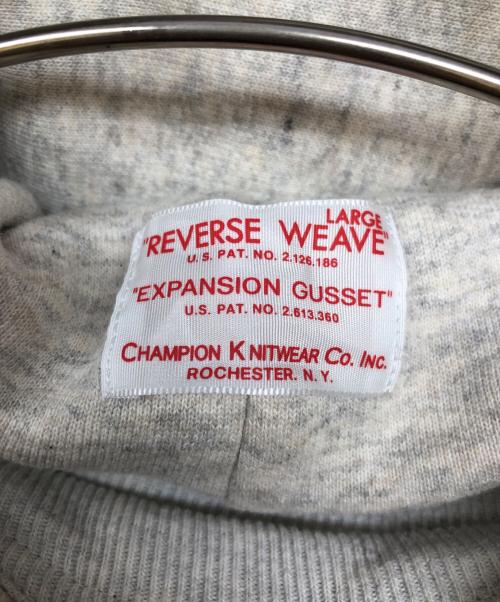 LARGE
"REVERSE WEAVE"
U.S. PAT. NO. 2.126.186
"EXPANSION GUSSET"
U.S. PAT. NO. 2.613.360
CHAMPION KNITWEAR CO. INC.
ROCHESTER. N.Y.